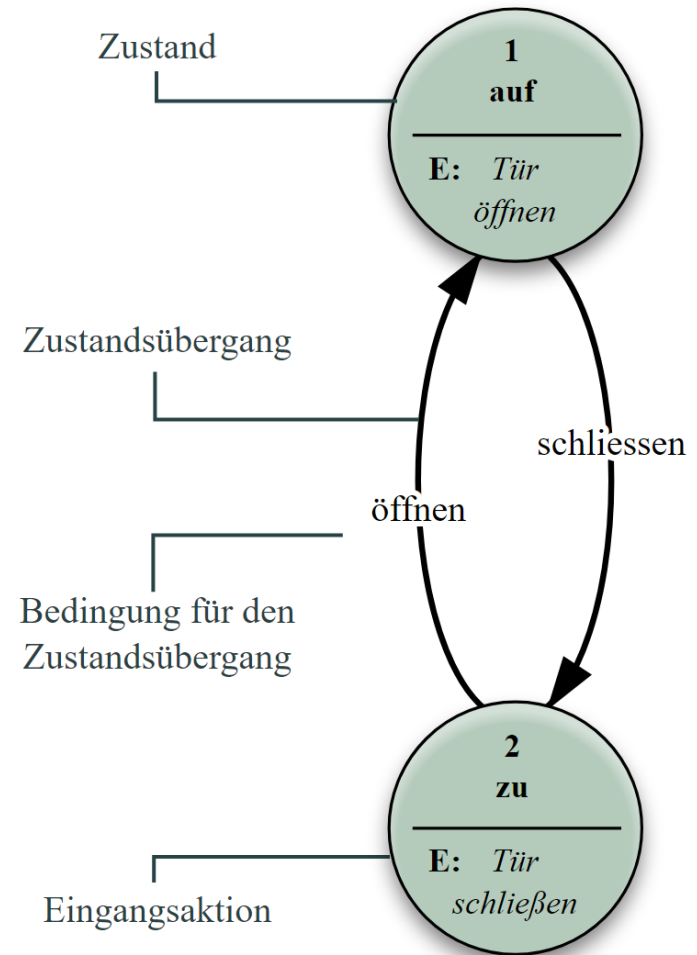 Zustand
1
auf
E: Tür
öffnen
Zustandsübergang
schliessen
öffnen
Bedingung für den
Zustandsübergang
2
zu
E: Tür
schließen
Eingangsaktion